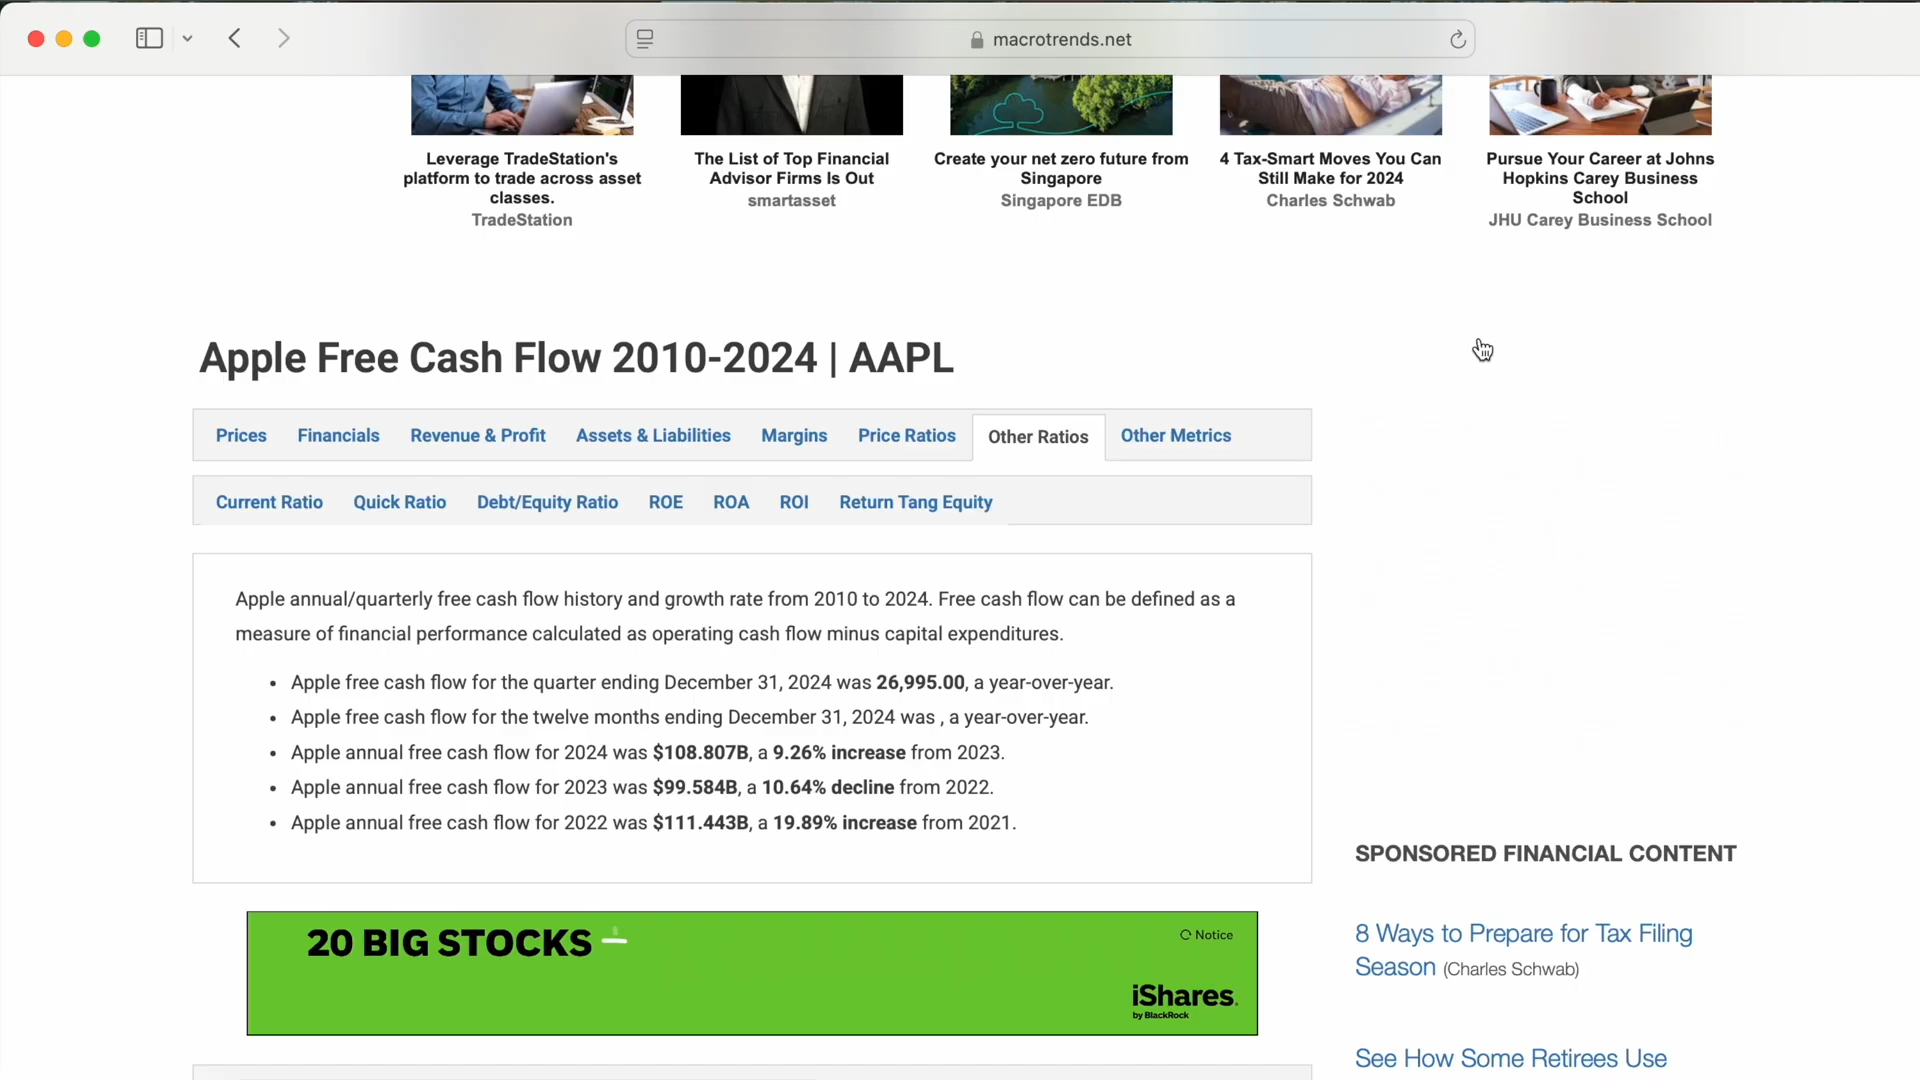 macrotrends.net
Leverage TradeStation's
platform to trade across asset
classes.
TradeStation
The List of Top Financial
Advisor Firms Is Out
smartasset
Create your net zero future from
Singapore
Singapore EDB
4 Tax-Smart Moves You Can
Still Make for 2024
Charles Schwab
Pursue Your Career at Johns
Hopkins Carey Business
School
JHU Carey Business School
Apple Free Cash Flow 2010-2024 | AAPL
Prices Financials Revenue & Profit Assets & Liabilities Margins Price Ratios Other Ratios Other Metrics
Current Ratio Quick Ratio Debt/Equity Ratio ROE ROA ROI Return Tang Equity
Apple annual/quarterly free cash flow history and growth rate from 2010 to 2024. Free cash flow can be defined as a
measure of financial performance calculated as operating cash flow minus capital expenditures.
• Apple free cash flow for the quarter ending December 31, 2024 was 26,995.00, a year-over-year.
• Apple free cash flow for the twelve months ending December 31, 2024 was , a year-over-year.
• Apple annual free cash flow for 2024 was $108.807B, a 9.26% increase from 2023.
• Apple annual free cash flow for 2023 was $99.584B, a 10.64% decline from 2022.
• Apple annual free cash flow for 2022 was $111.443B, a 19.89% increase from 2021.
20 BIG STOCKS
Notice
iShares.
by BlackRock
SPONSORED FINANCIAL CONTENT
8 Ways to Prepare for Tax Filing
Season (Charles Schwab)
See How Some Retirees Use